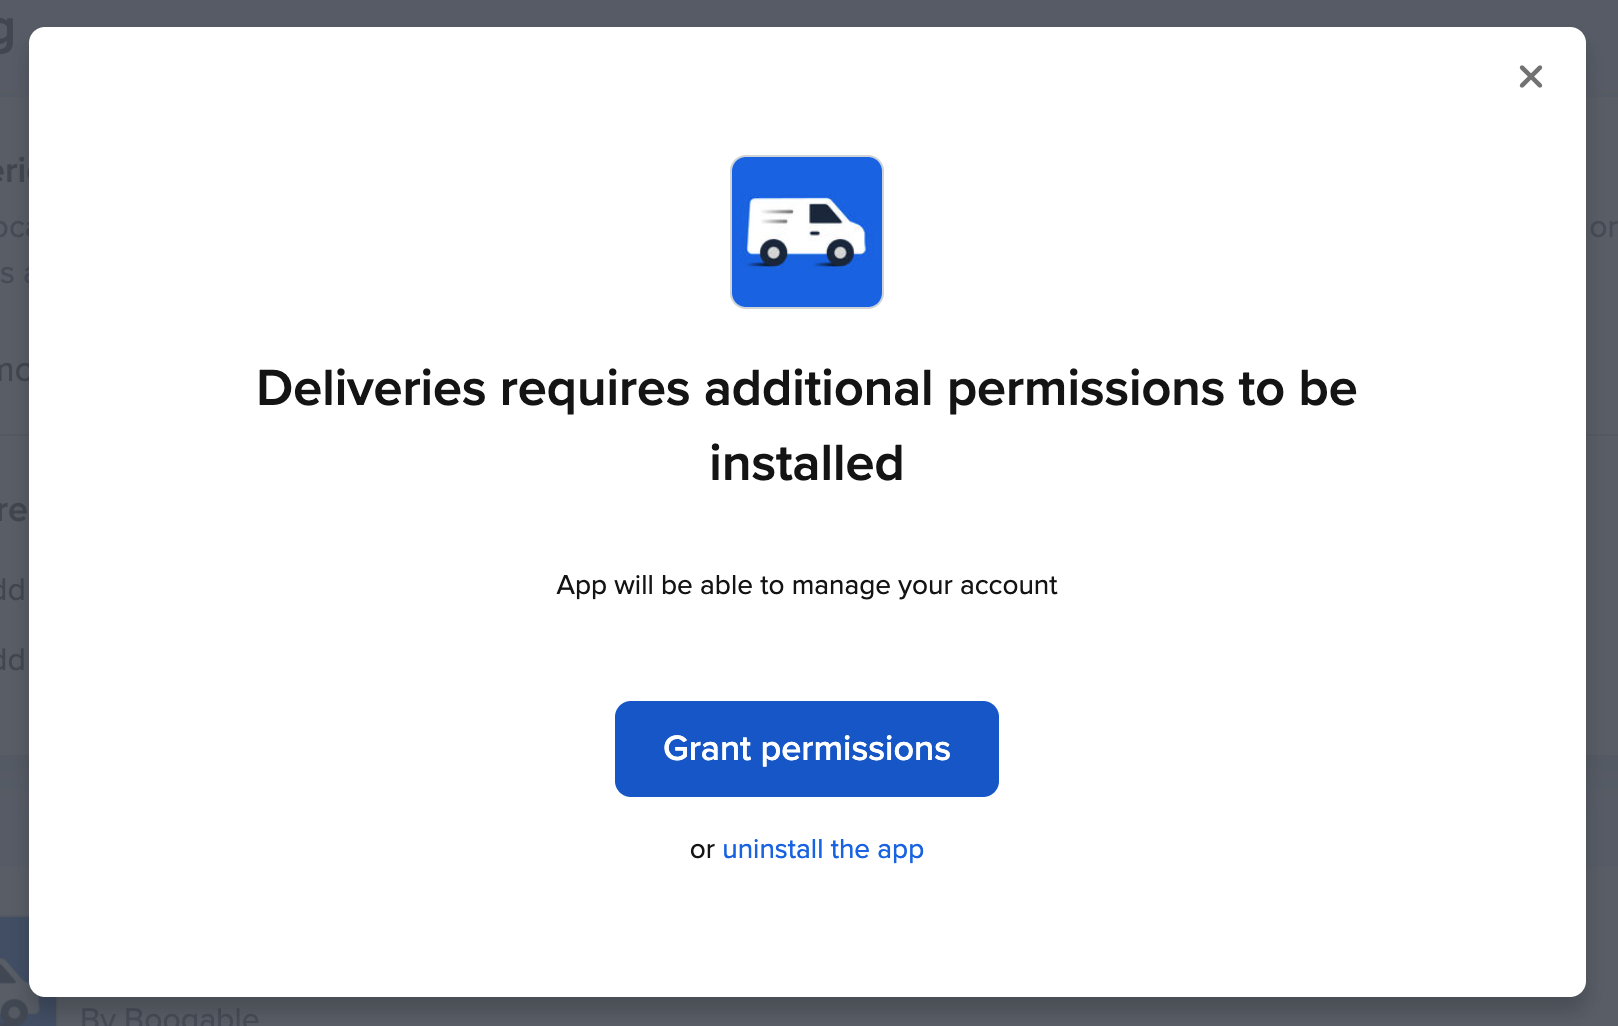 Deliveries requires additional permissions to be
installed
App will be able to manage your account
Grant permissions
or uninstall the app
By Booqable